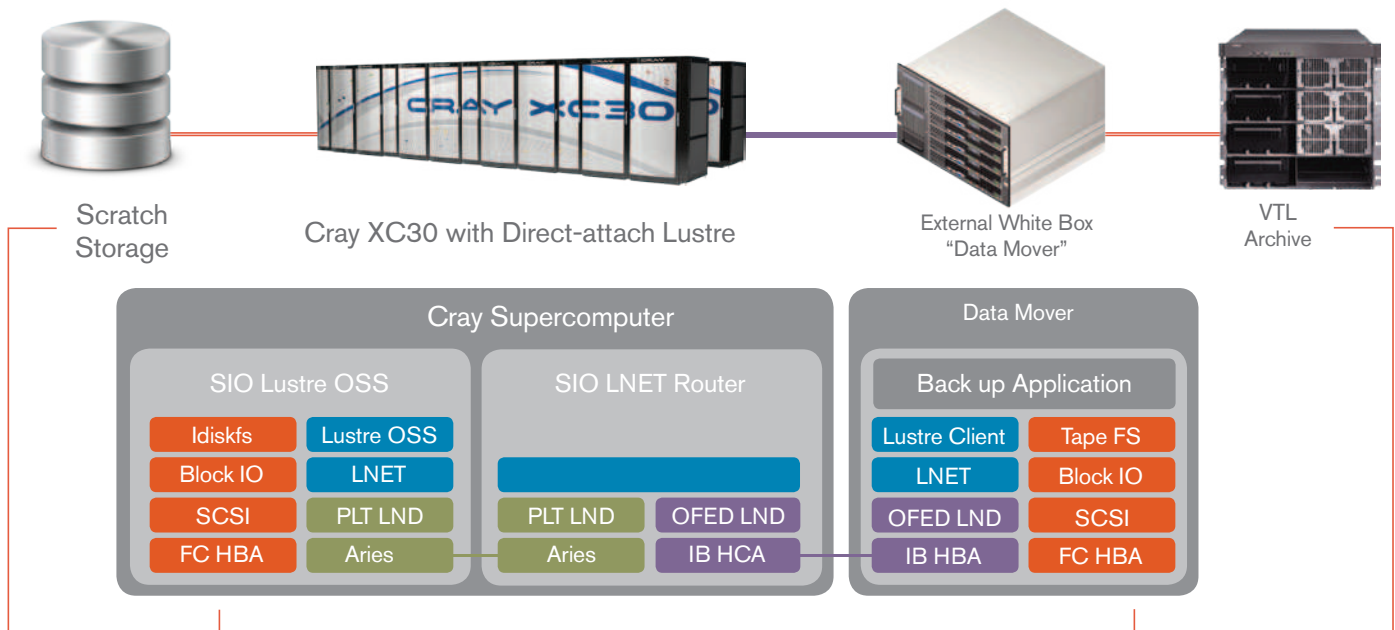 CRAY XC30
Scratch
Storage
Cray XC30 with Direct-attach Lustre
External White Box
“Data Mover”
VTL
Archive
Cray Supercomputer
Data Mover
SIO Lustre OSS
SIO LNET Router
Back up Application
Idiskfs
Lustre OSS
Lustre Client
Tape FS
Block IO
LNET
LNET
Block IO
SCSI
PLT LND
PLT LND
OFED LND
OFED LND
SCSI
FC HBA
Aries
Aries
IB HCA
IB HBA
FC HBA